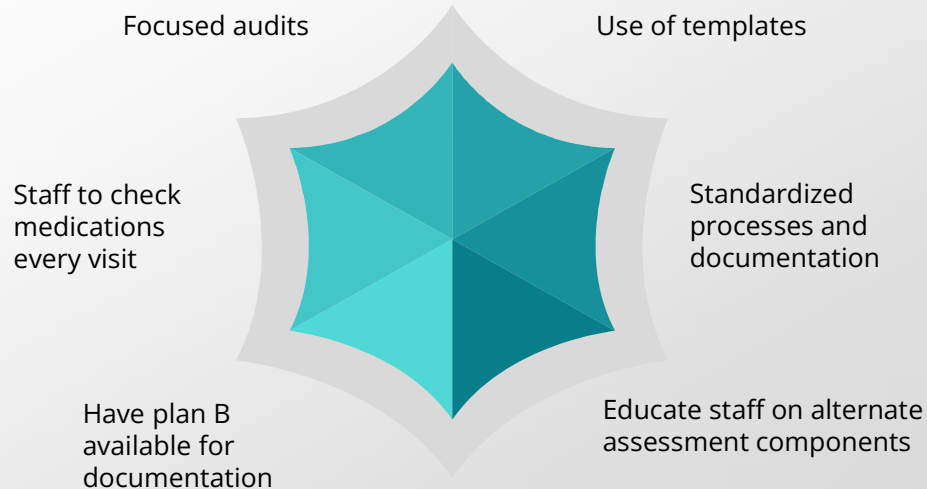 Focused audits
Use of templates
Staff to check
medications
every visit
Standardized
processes and
documentation
Have plan B
available for
documentation
Educate staff on alternate
assessment components